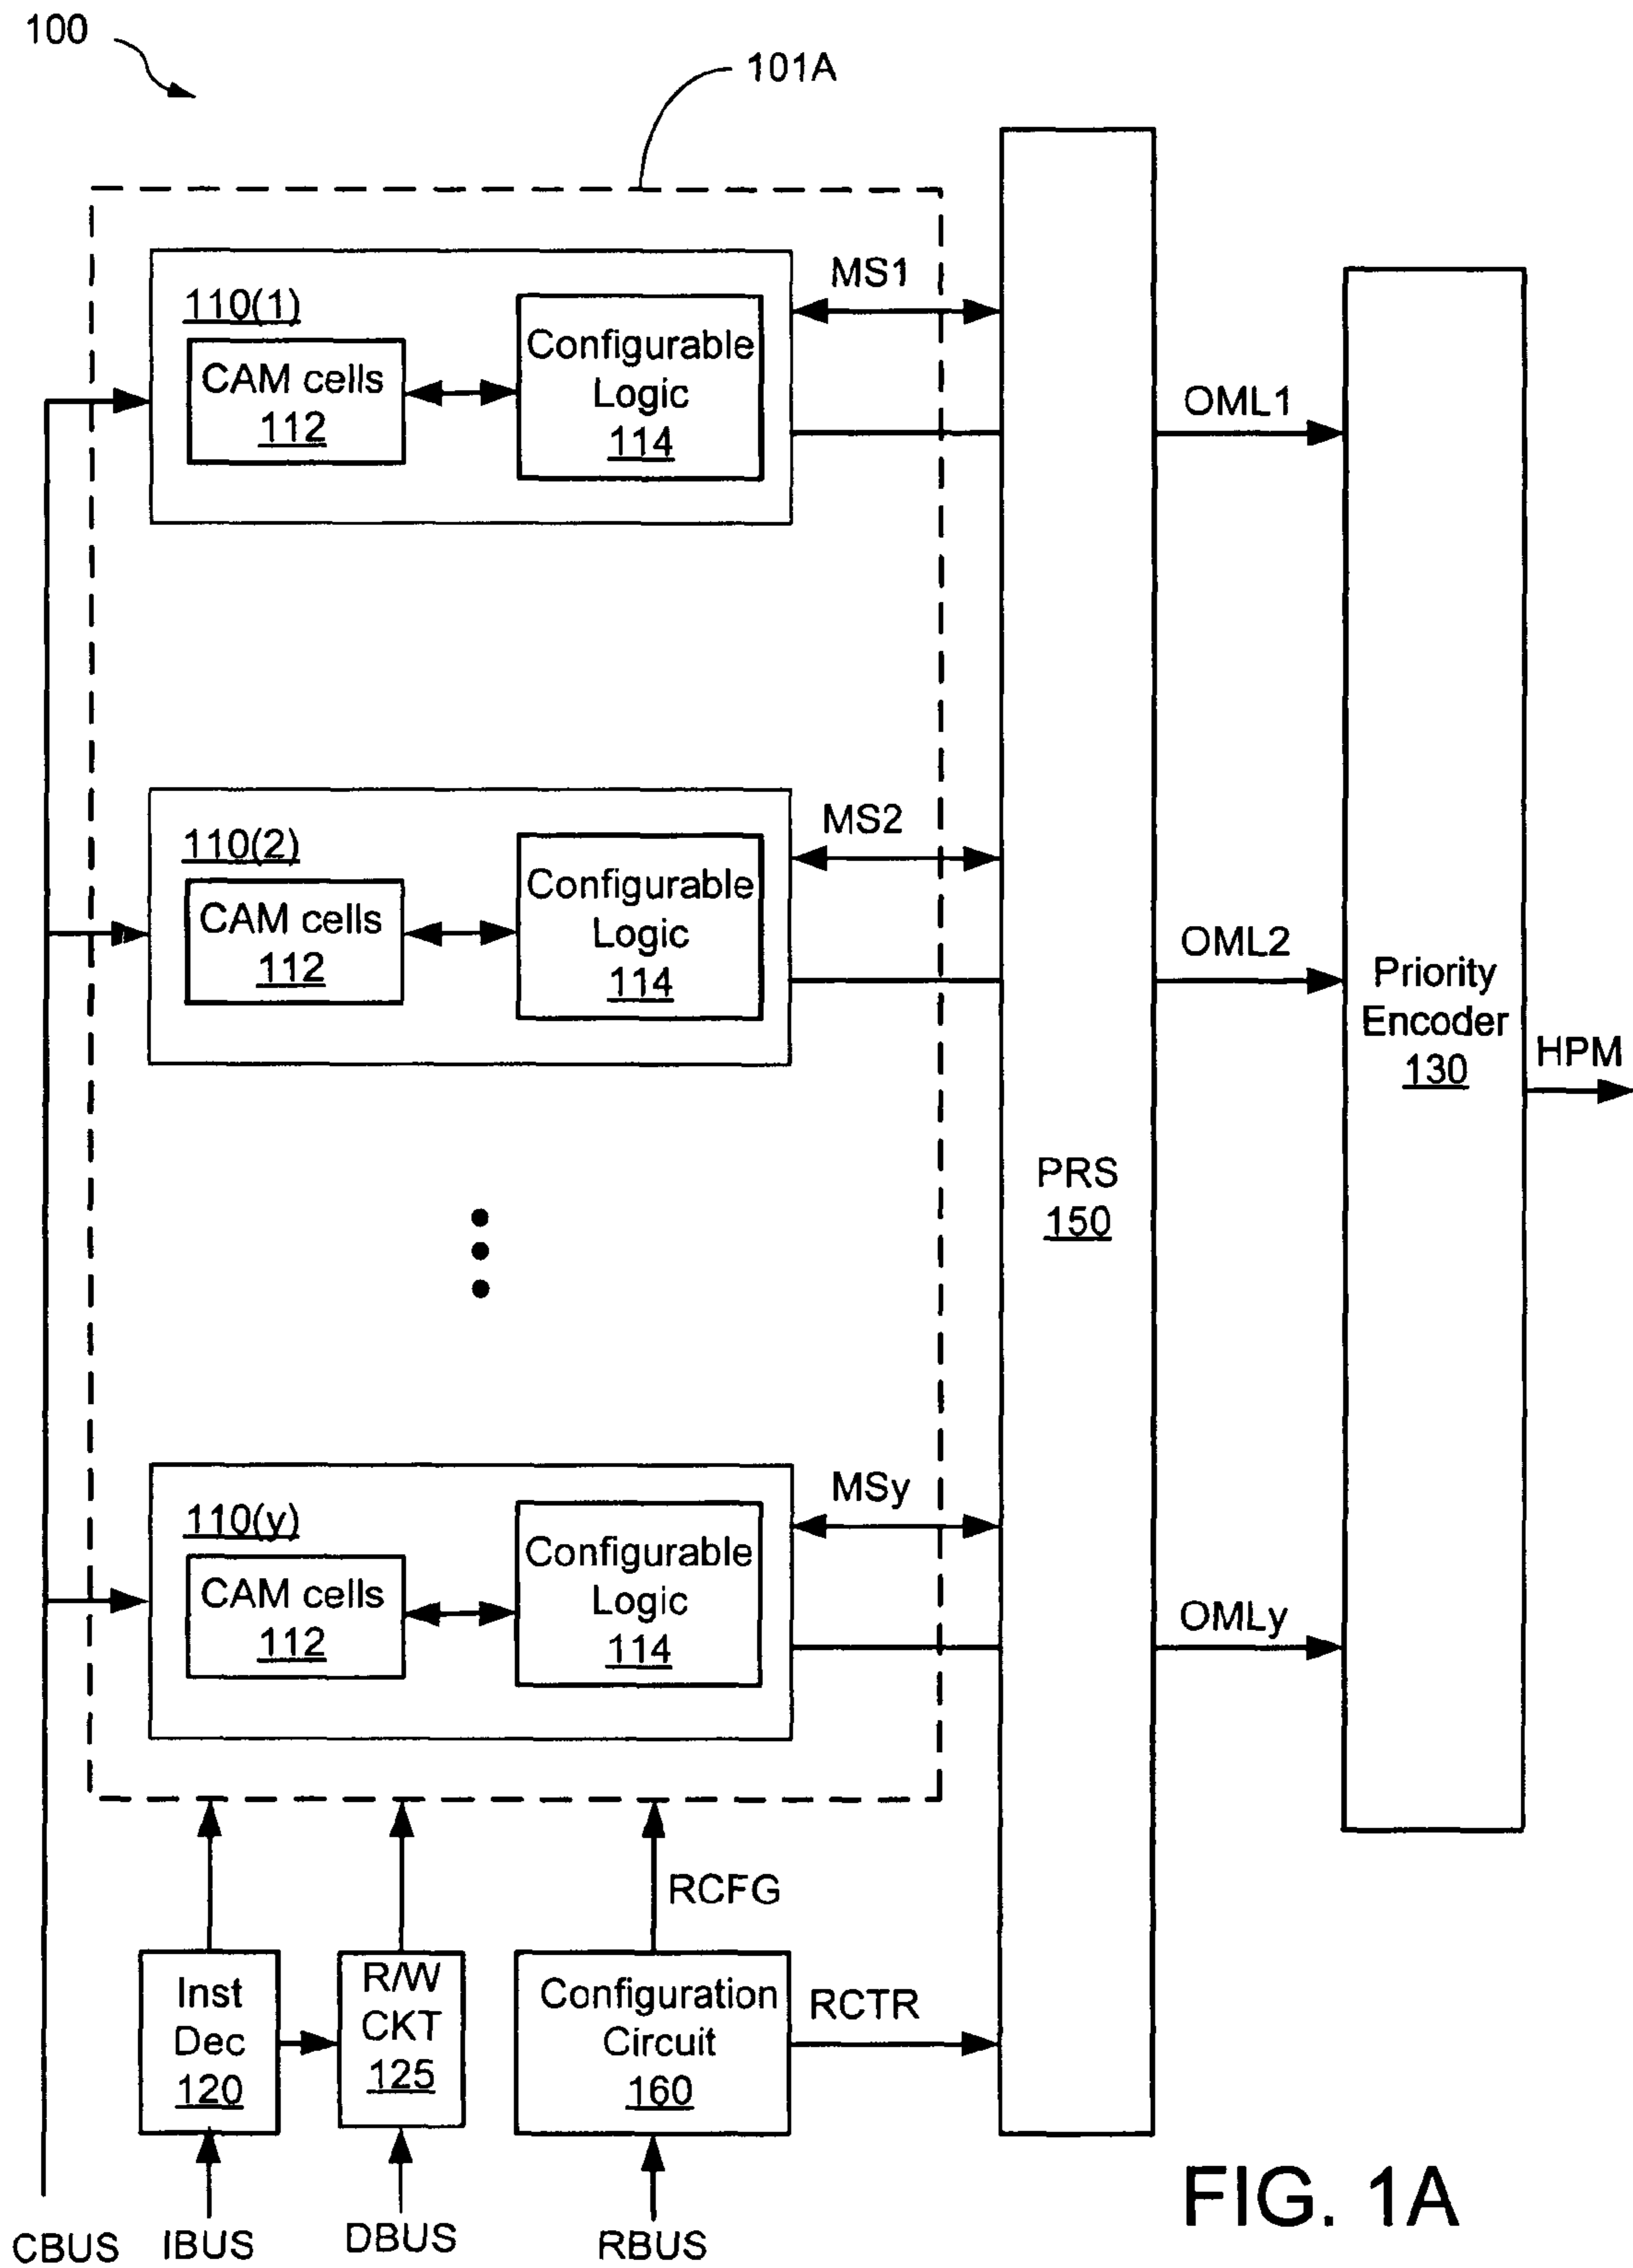 100
101A
110(1)
CAM cells
112
Configurable
Logic
114
MS1
OML1
110(2)
CAM cells
112
Configurable
Logic
114
MS2
OML2
Priority
Encoder
130
HPM
PRS
150
110(y)
CAM cells
112
Configurable
Logic
114
MSy
OMLy
RCFG
Inst
Dec
120
R/W
CKT
125
Configuration
Circuit
160
RCTR
CBUS
IBUS
DBUS
RBUS
FIG. 1A